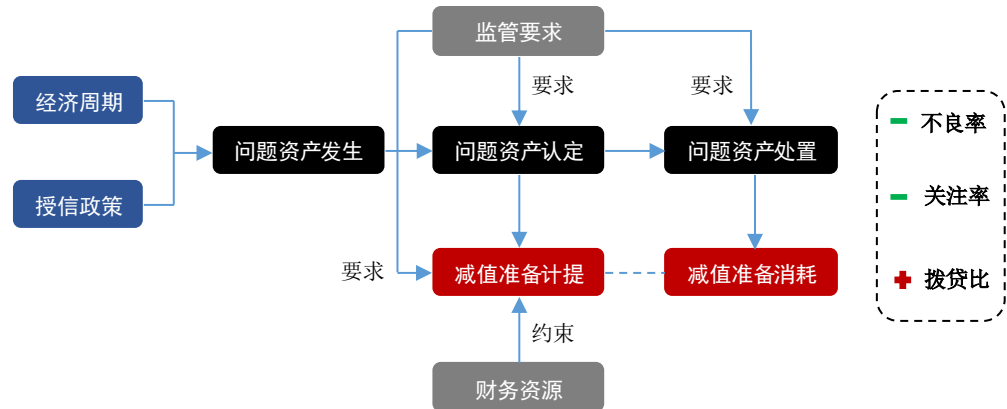 监管要求
经济周期
要求
要求
不良率
问题资产发生
问题资产认定
问题资产处置
授信政策
关注率
要求
减值准备计提
减值准备消耗
拨贷比
约束
财务资源